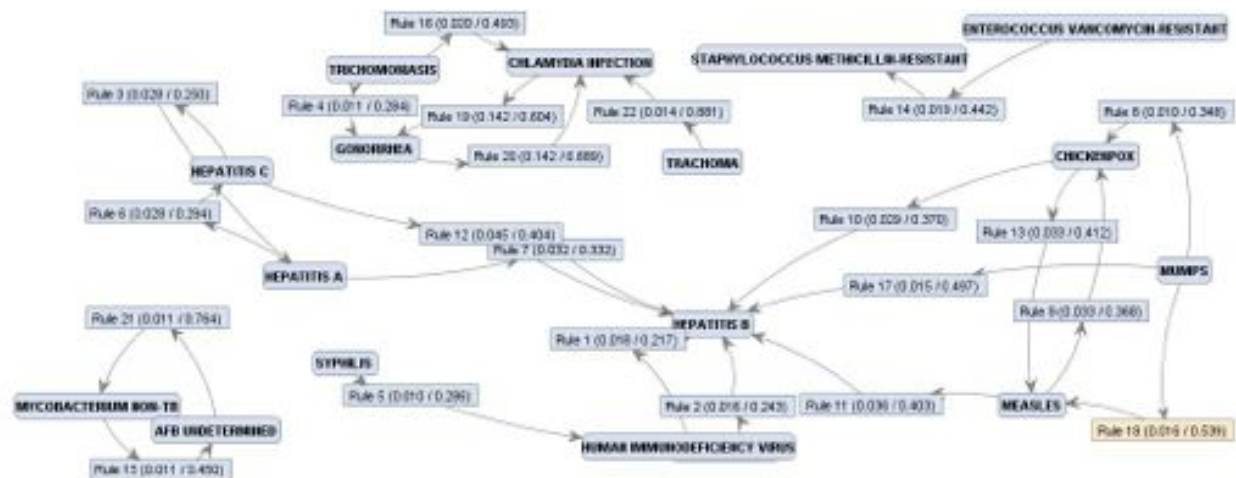 Rule 16 (0.020 / 0.493)
ENTEROCOCCUS VANCOMYCIN-RESISTANT
STAPHYLOCOCCUS METHICILLIN-RESISTANT
CHLAMYDIA INFECTION
TRICHOMONIASIS
Rule 3 (0.028 / 0.293)
Rule 4 (0.011 / 0.284)
Rule 19 (0.142 / 0.604)
Rule 22 (0.014 / 0.881)
Rule 14 (0.019 / 0.442)
Rule 8 (0.010 / 0.348)
GONORRHEA
Rule 20 (0.142 / 0.689)
TRACHOMA
CHICKENPOX
HEPATITIS C
Rule 6 (0.028 / 0.294)
Rule 10 (0.029 / 0.370)
Rule 12 (0.045 / 0.404)
Rule 13 (0.033 / 0.412)
Rule 7 (0.032 / 0.332)
HEPATITIS A
MUMPS
Rule 17 (0.015 / 0.497)
Rule 21 (0.011 / 0.764)
HEPATITIS B
Rule 9 (0.033 / 0.368)
Rule 1 (0.018 / 0.217)
SYPHILIS
Rule 5 (0.010 / 0.296)
MYCOBACTERIUM NON-TB
Rule 2 (0.016 / 0.243)
Rule 11 (0.036 / 0.403)
MEASLES
AFB UNDETERMINED
Rule 18 (0.016 / 0.539)
HUMAN IMMUNODEFICIENCY VIRUS
Rule 15 (0.011 / 0.450)